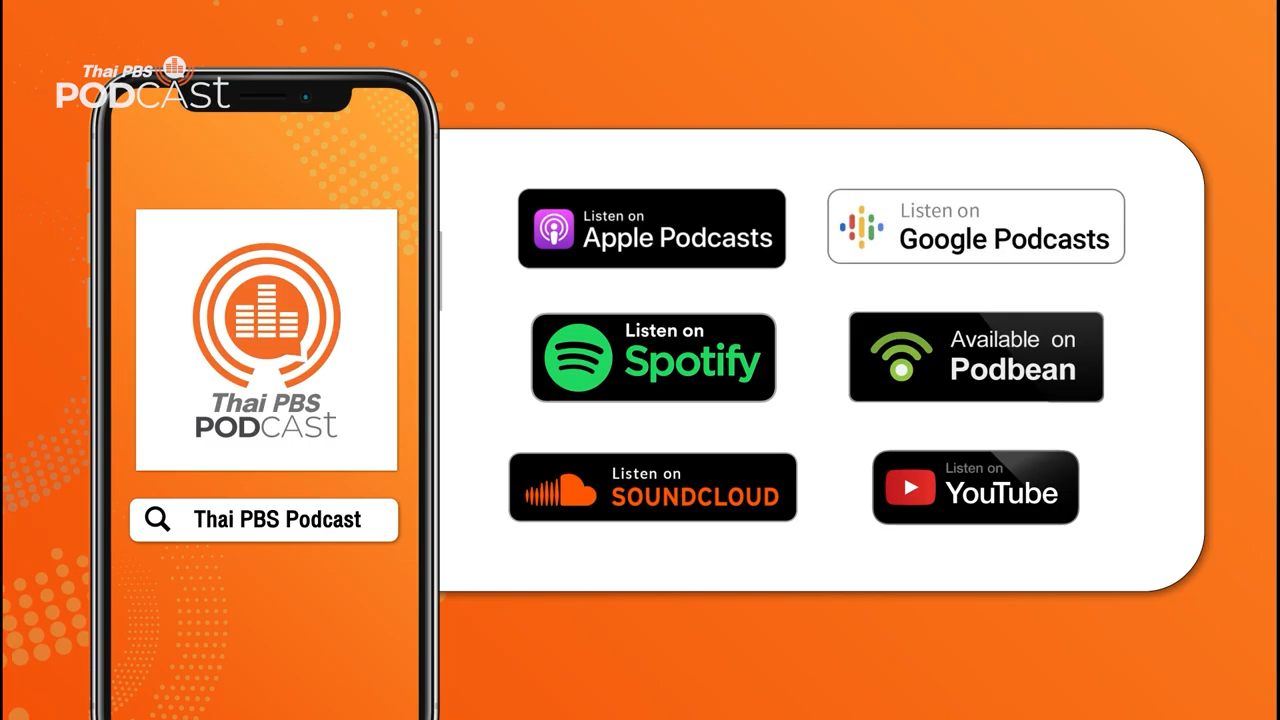 Thai PBS
PODCAST
Thai PBS
PODCAST
Thai PBS Podcast
Listen on
Apple Podcasts
Listen on
Google Podcasts
Listen on
Spotify
Available on
Podbean
Listen on
SOUNDCLOUD
Listen on
YouTube